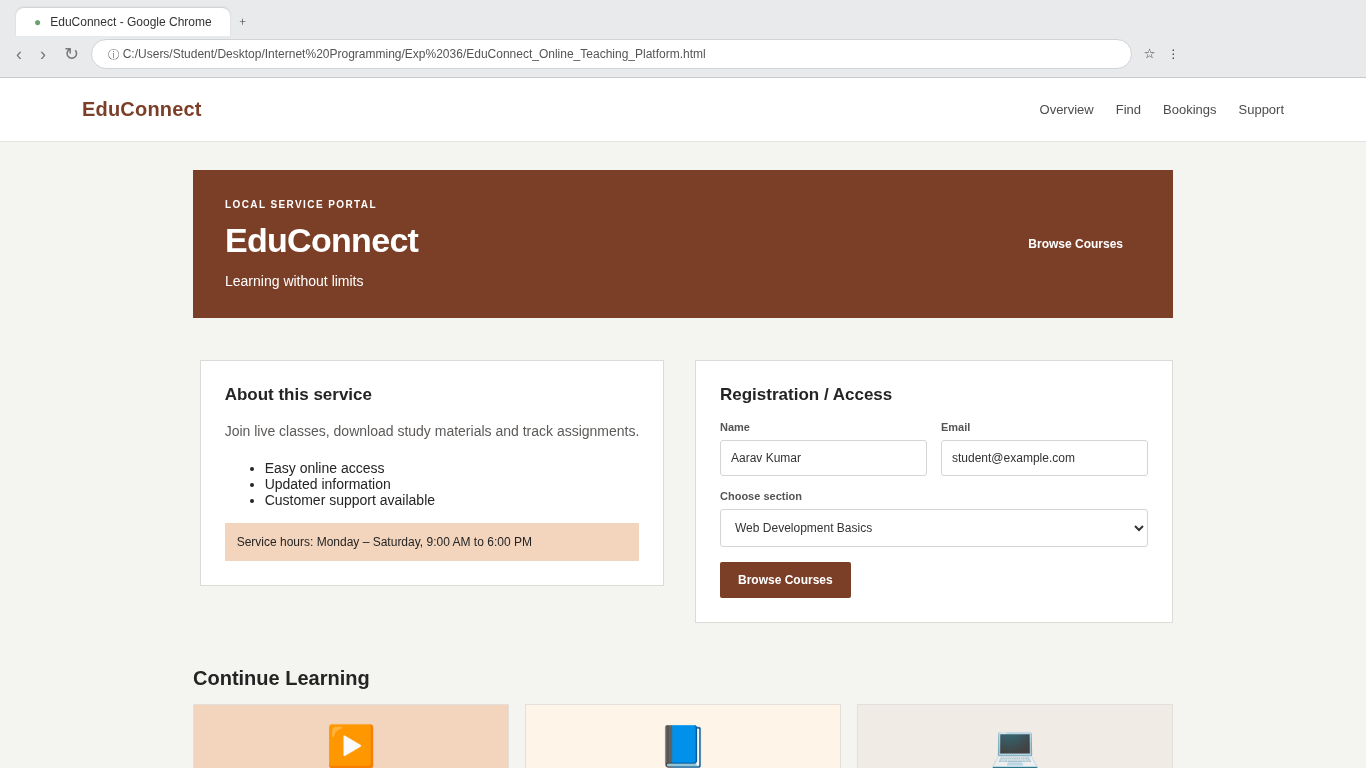 EduConnect - Google Chrome
+
C:/Users/Student/Desktop/Internet%20Programming/Exp%2036/EduConnect_Online_Teaching_Platform.html
EduConnect
Overview Find Bookings Support
LOCAL SERVICE PORTAL
EduConnect
Browse Courses
Learning without limits
About this service
Join live classes, download study materials and track assignments.
• Easy online access
• Updated information
• Customer support available
Service hours: Monday – Saturday, 9:00 AM to 6:00 PM
Registration / Access
Name Email
Aarav Kumar student@example.com
Choose section
Web Development Basics
Browse Courses
Continue Learning